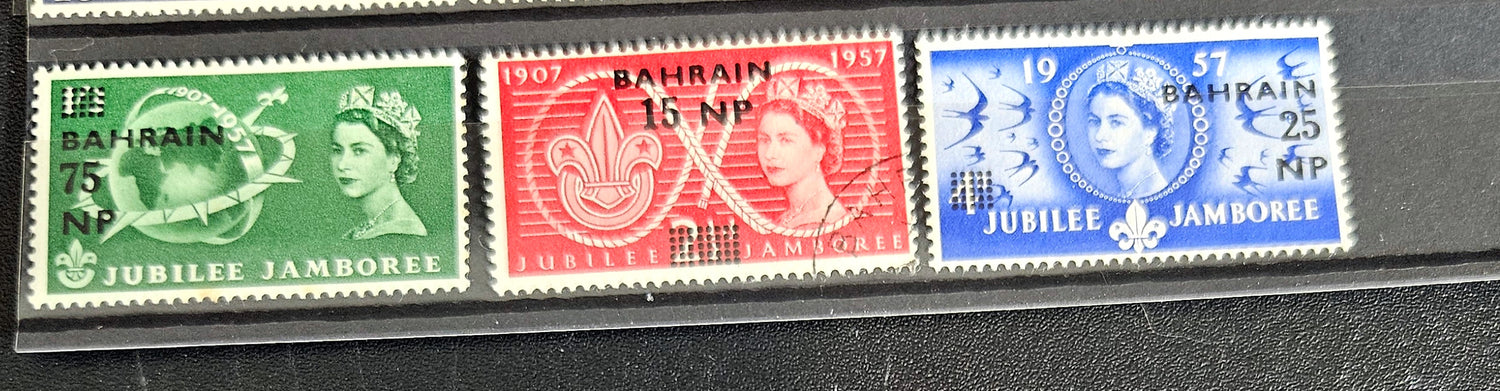 1907-1957
BAHRAIN
75
NP
JUBILEE JAMBOREE
1907 1957
BAHRAIN
15 NP
JUBILEE JAMBOREE
19 57
BAHRAIN
25
NP
JUBILEE JAMBOREE